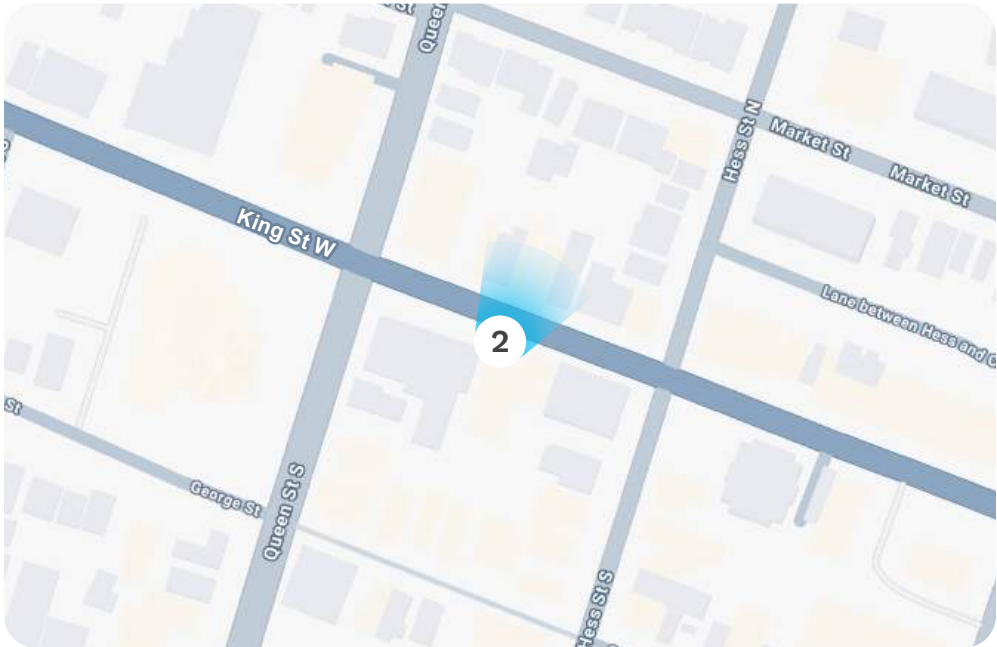 St
Queen
Hess St N
Market St
Market St
King St W
2
Lane between Hess and C
St
George St
Queen St S
Hess St S